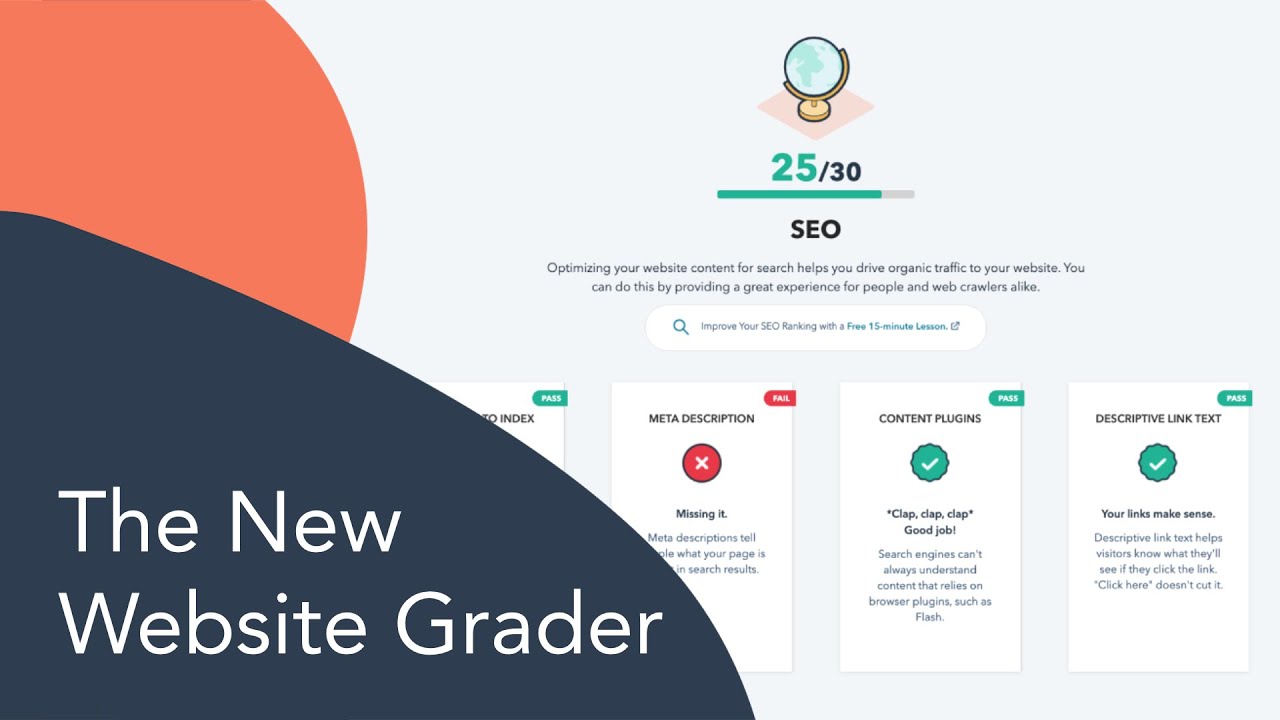 25/30
SEO
Optimizing your website content for search helps you drive organic traffic to your website. You
can do this by providing a great experience for people and web crawlers alike.
Improve Your SEO Ranking with a Free 15-minute Lesson.
PASS
TO INDEX
FAIL
META DESCRIPTION
Missing it.
Meta descriptions tell
what your page is
in search results.
PASS
CONTENT PLUGINS
*Clap, clap, clap*
Good job!
Search engines can't
always understand
content that relies on
browser plugins, such as
Flash.
PASS
DESCRIPTIVE LINK TEXT
Your links make sense.
Descriptive link text helps
visitors know what they'll
see if they click the link.
"Click here" doesn't cut it.
The New
Website Grader